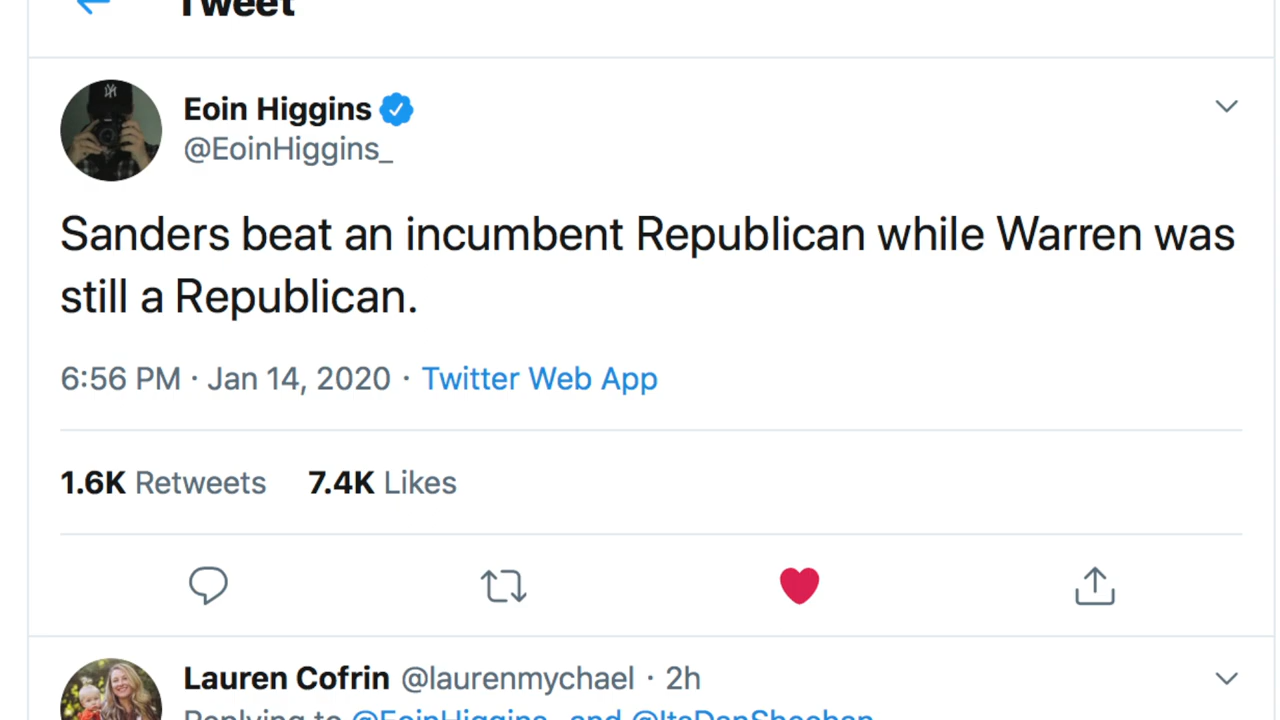 Tweet
Eoin Higgins
@EoinHiggins_
Sanders beat an incumbent Republican while Warren was
still a Republican.
6:56 PM · Jan 14, 2020 · Twitter Web App
1.6K Retweets 7.4K Likes
Lauren Cofrin @laurenmychael · 2h
Replying to @EoinHiggins_ and @ItsDanSheehan